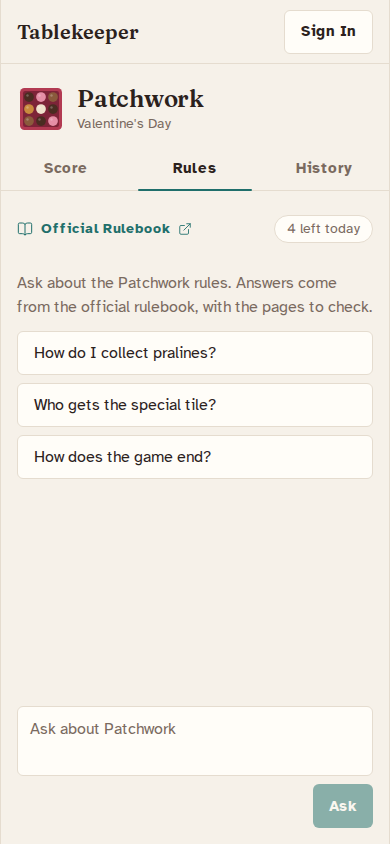 Tablekeeper
Sign In
Patchwork
Valentine's Day
Score
Rules
History
Official Rulebook
4 left today
Ask about the Patchwork rules. Answers come
from the official rulebook, with the pages to check.
How do I collect pralines?
Who gets the special tile?
How does the game end?
Ask about Patchwork
Ask